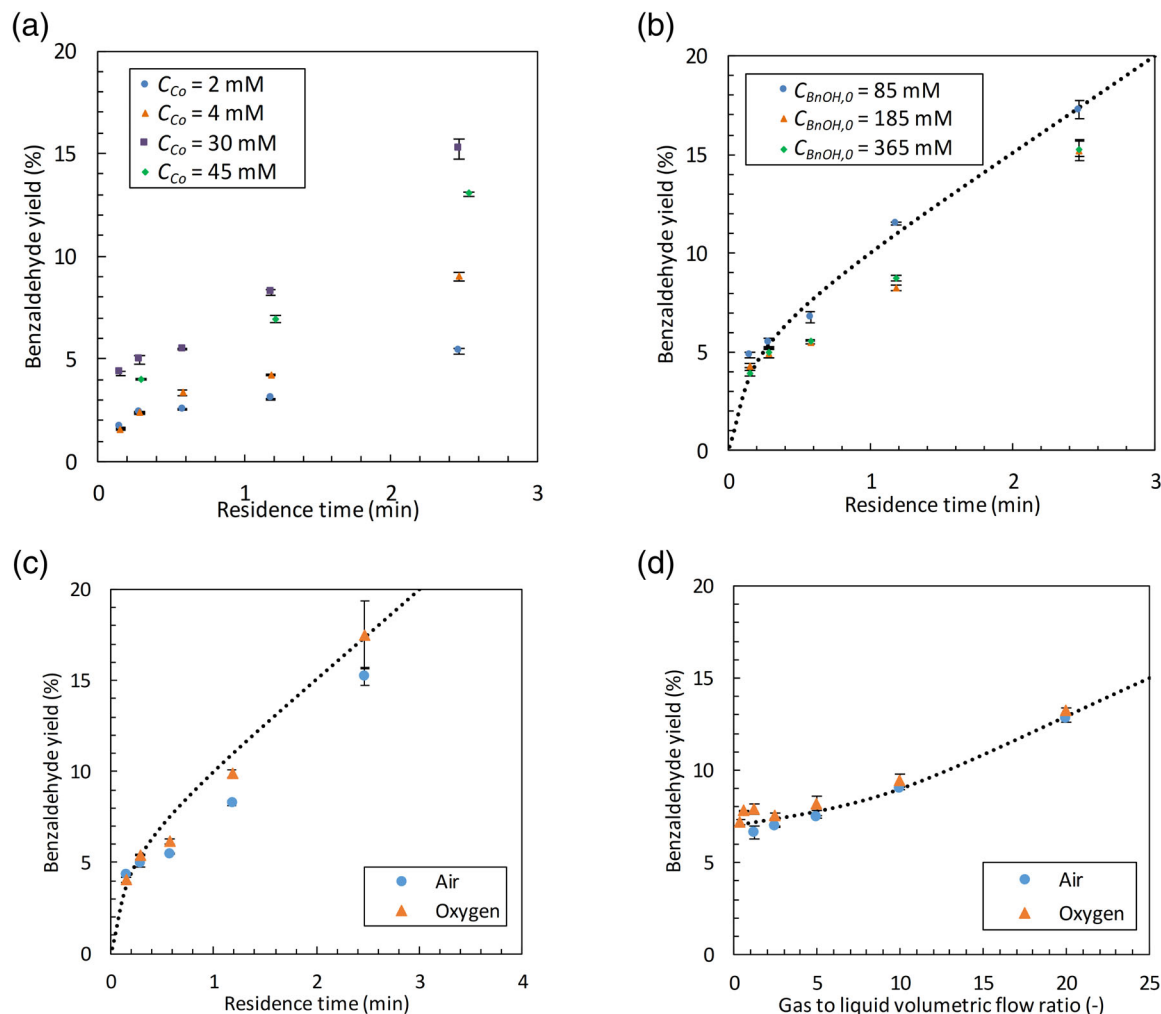 (a)
20
15
10
5
0
Benzaldehyde yield (%)
C_Co = 2 mM
C_Co = 4 mM
C_Co = 30 mM
C_Co = 45 mM
0 1 2 3
Residence time (min)
(b)
20
15
10
5
0
Benzaldehyde yield (%)
C_BnOH,0 = 85 mM
C_BnOH,0 = 185 mM
C_BnOH,0 = 365 mM
0 1 2 3
Residence time (min)
(c)
20
15
10
5
0
Benzaldehyde yield (%)
Air
Oxygen
0 1 2 3 4
Residence time (min)
(d)
20
15
10
5
0
Benzaldehyde yield (%)
Air
Oxygen
0 5 10 15 20 25
Gas to liquid volumetric flow ratio (-)